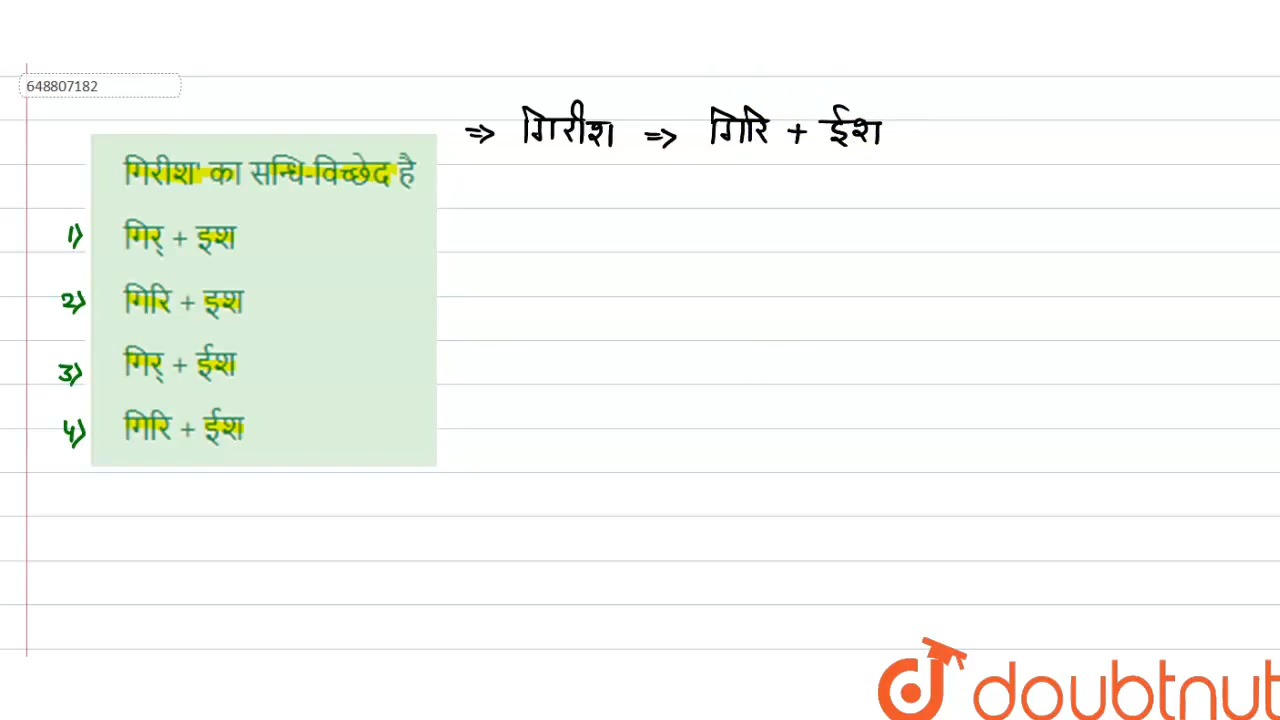 648807182
⇒ गिरीश ⇒ गिरि + ईश
गिरीश' का सन्धि-विच्छेद है
1) गिर् + इश
2) गिरि + इश
3) गिर् + ईश
4) गिरि + ईश
doubtnut